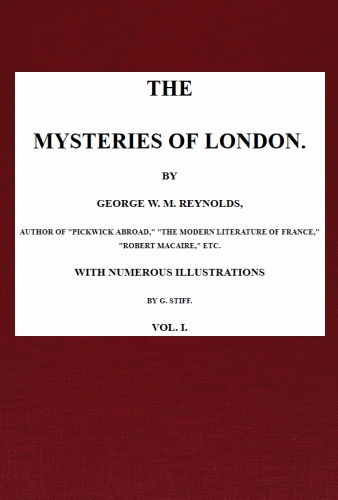 THE
MYSTERIES OF LONDON.
BY
GEORGE W. M. REYNOLDS,
AUTHOR OF "PICKWICK ABROAD," "THE MODERN LITERATURE OF FRANCE,"
"ROBERT MACAIRE," ETC.
WITH NUMEROUS ILLUSTRATIONS
BY G. STIFF.
VOL. I.